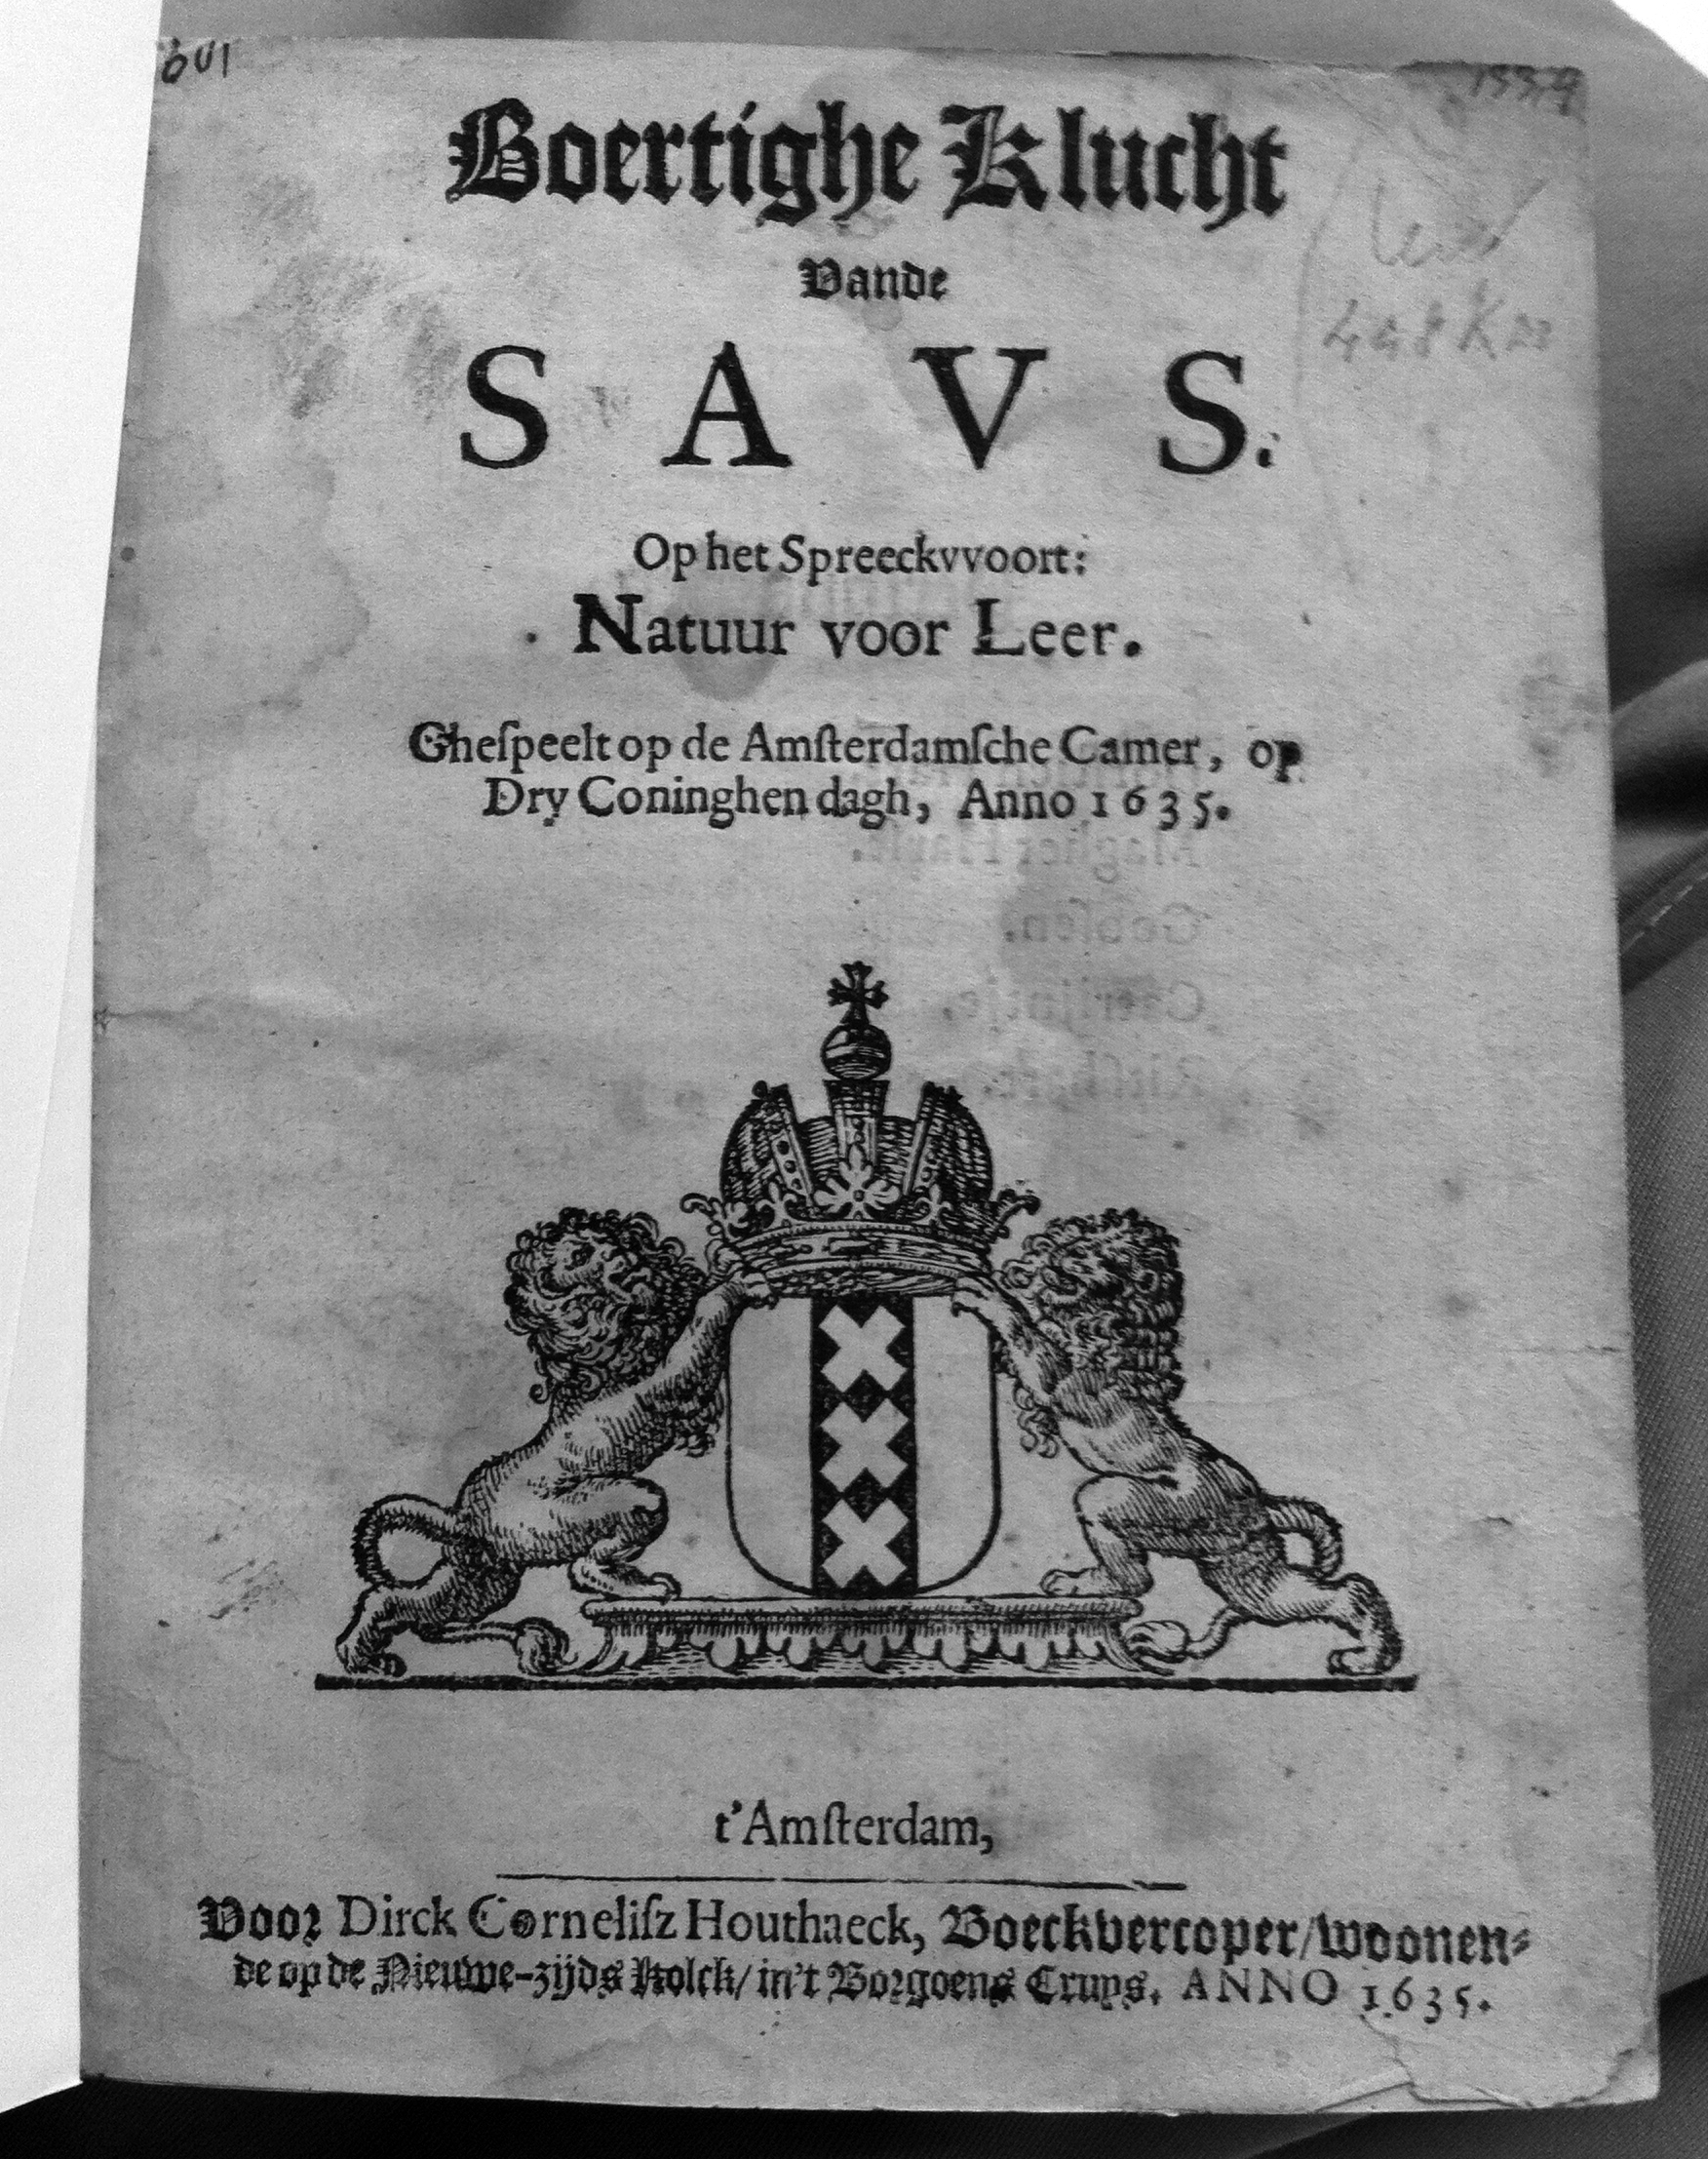 Boertighe Klucht
Vande
SAVS.
Op het Spreeckvvoort:
Natuur voor Leer.
Gheſpeelt op de Amſterdamſche Camer, op
Dry Coninghen dagh, Anno 1635.
t'Amſterdam,
Voor Dirck Corneliſz Houthaeck, Boeckvercoper/woonen-
de op de Nieuwe-zijds Kolck/ in't Borgoens Cruys. ANNO 1635.